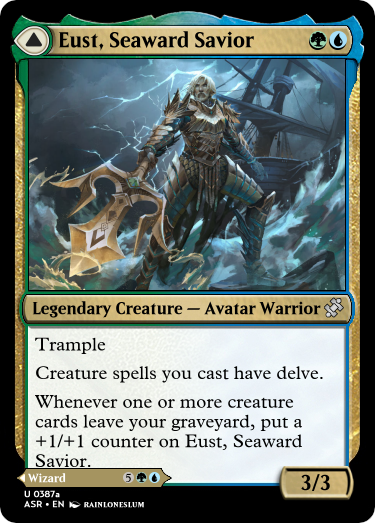 Eust, Seaward Savior
Legendary Creature — Avatar Warrior
Trample
Creature spells you cast have delve.
Whenever one or more creature
cards leave your graveyard, put a
+1/+1 counter on Eust, Seaward
Savior.
Wizard 5
3/3
U 0387a
ASR • EN RAINLONESLUM